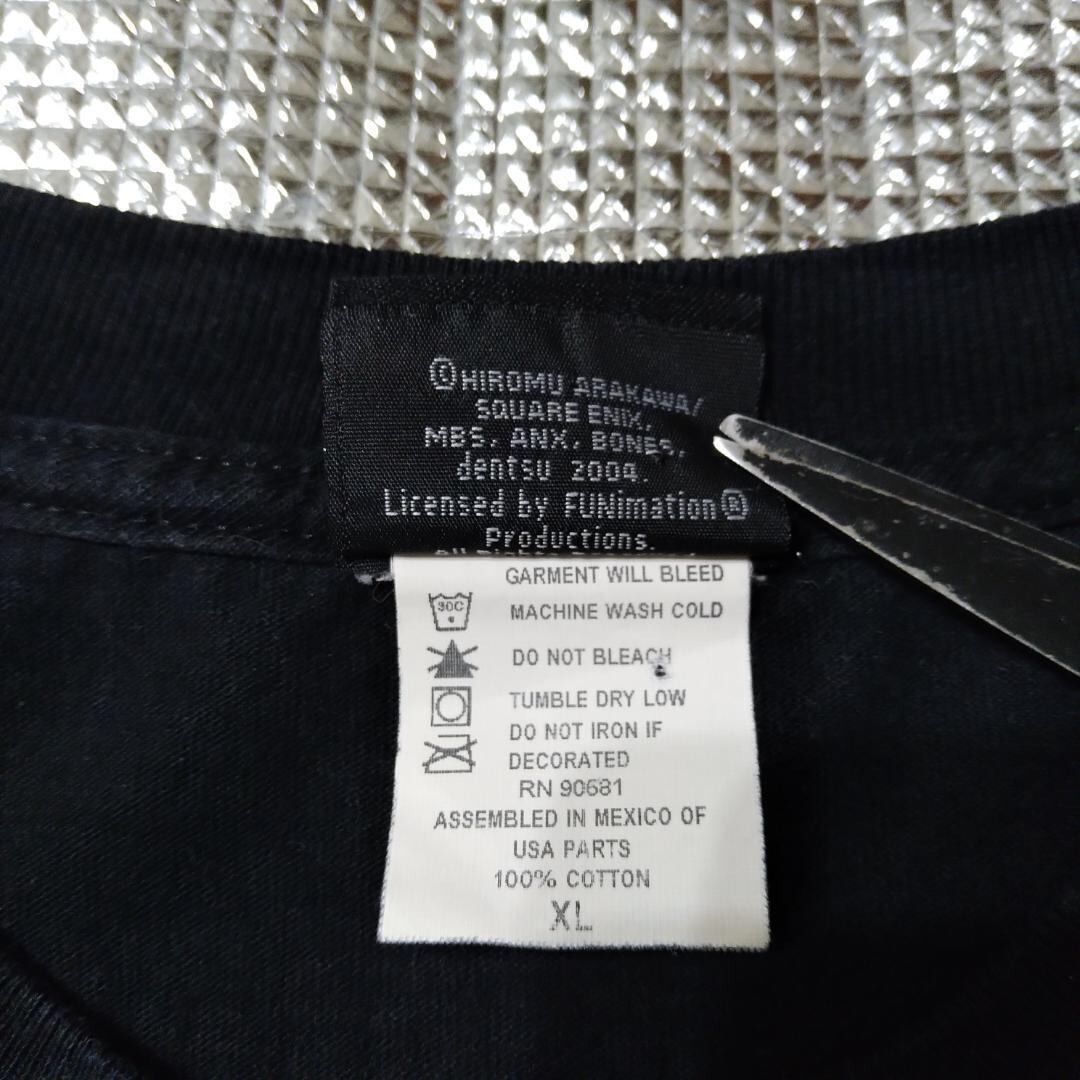 ©HIROMU ARAKAWA/
SQUARE ENIX,
MBS, ANX, BONES,
dentsu 2004.
Licensed by FUNimation®
Productions.
All Rights
GARMENT WILL BLEED
30C
MACHINE WASH COLD
DO NOT BLEACH
TUMBLE DRY LOW
DO NOT IRON IF
DECORATED
RN 90681
ASSEMBLED IN MEXICO OF
USA PARTS
100% COTTON
XL